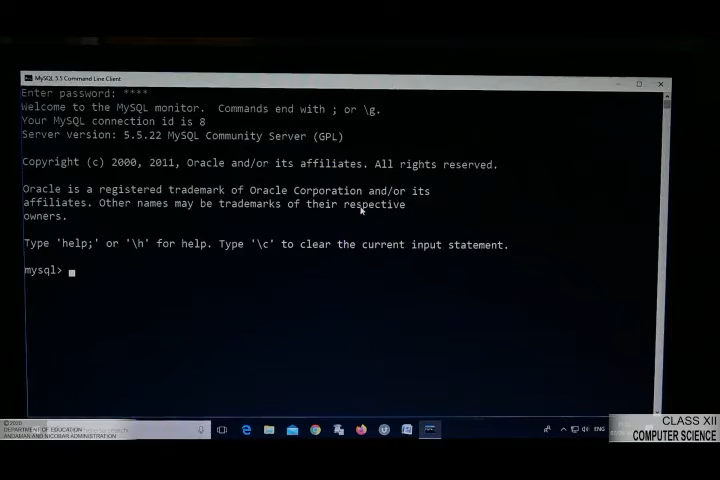 MySQL 5.5 Command Line Client
Enter password: ****
Welcome to the MySQL monitor.  Commands end with ; or \g.
Your MySQL connection id is 8
Server version: 5.5.22 MySQL Community Server (GPL)
Copyright (c) 2000, 2011, Oracle and/or its affiliates. All rights reserved.
Oracle is a registered trademark of Oracle Corporation and/or its
affiliates. Other names may be trademarks of their respective
owners.
Type 'help;' or '\h' for help. Type '\c' to clear the current input statement.
mysql>
©2020
DEPARTMENT OF EDUCATION
ANDAMAN AND NICOBAR ADMINISTRATION
ENG
CLASS XII
COMPUTER SCIENCE